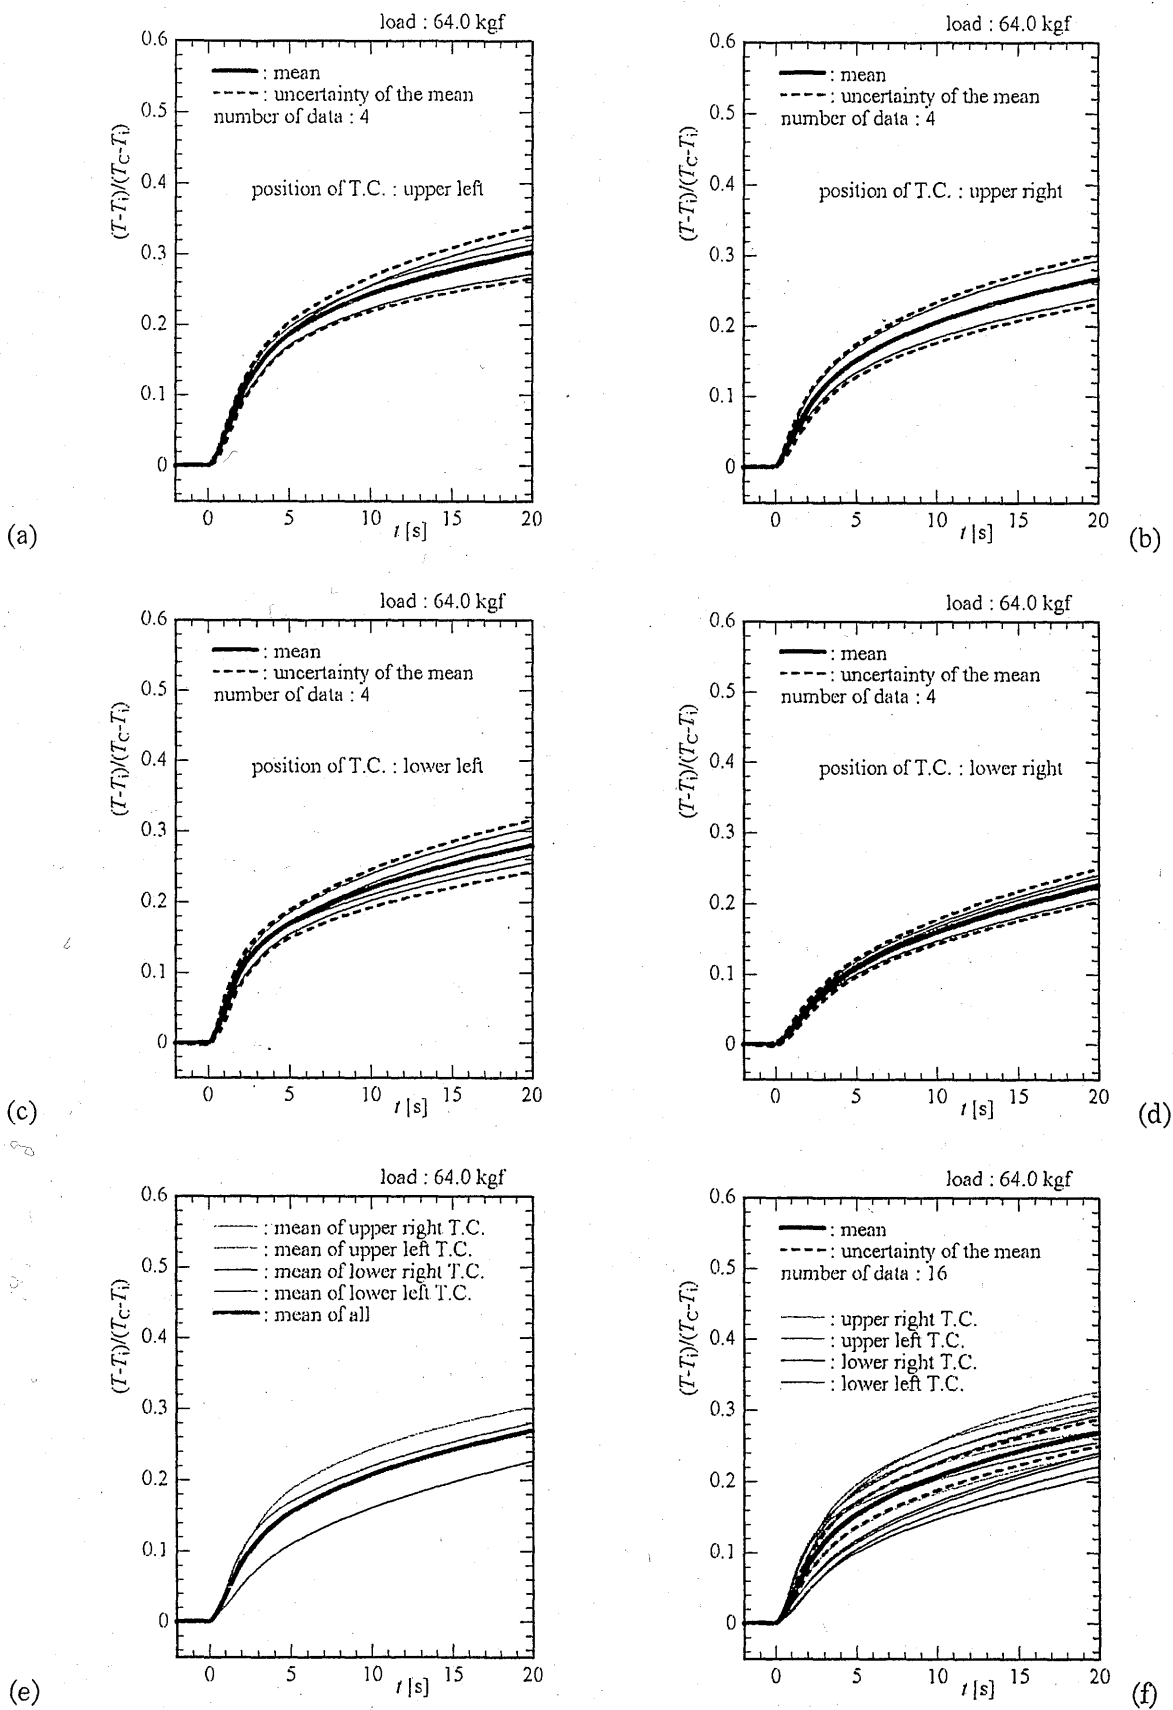 load : 64.0 kgf
0.6
0.5
0.4
0.3
0.2
0.1
0
(T-Ti)/(TC-Ti)
: mean
: uncertainty of the mean
number of data : 4
position of T.C. : upper left
0 5 10 15 20
t [s]
(a)
load : 64.0 kgf
0.6
0.5
0.4
0.3
0.2
0.1
0
(T-Ti)/(TC-Ti)
: mean
: uncertainty of the mean
number of data : 4
position of T.C. : upper right
0 5 10 15 20
t [s]
(b)
load : 64.0 kgf
0.6
0.5
0.4
0.3
0.2
0.1
0
(T-Ti)/(TC-Ti)
: mean
: uncertainty of the mean
number of data : 4
position of T.C. : lower left
0 5 10 15 20
t [s]
(c)
load : 64.0 kgf
0.6
0.5
0.4
0.3
0.2
0.1
0
(T-Ti)/(TC-Ti)
: mean
: uncertainty of the mean
number of data : 4
position of T.C. : lower right
0 5 10 15 20
t [s]
(d)
load : 64.0 kgf
0.6
0.5
0.4
0.3
0.2
0.1
0
(T-Ti)/(TC-Ti)
: mean of upper right T.C.
: mean of upper left T.C.
: mean of lower right T.C.
: mean of lower left T.C.
: mean of all
0 5 10 15 20
t [s]
(e)
load : 64.0 kgf
0.6
0.5
0.4
0.3
0.2
0.1
0
(T-Ti)/(TC-Ti)
: mean
: uncertainty of the mean
number of data : 16
: upper right T.C.
: upper left T.C.
: lower right T.C.
: lower left T.C.
0 5 10 15 20
t [s]
(f)